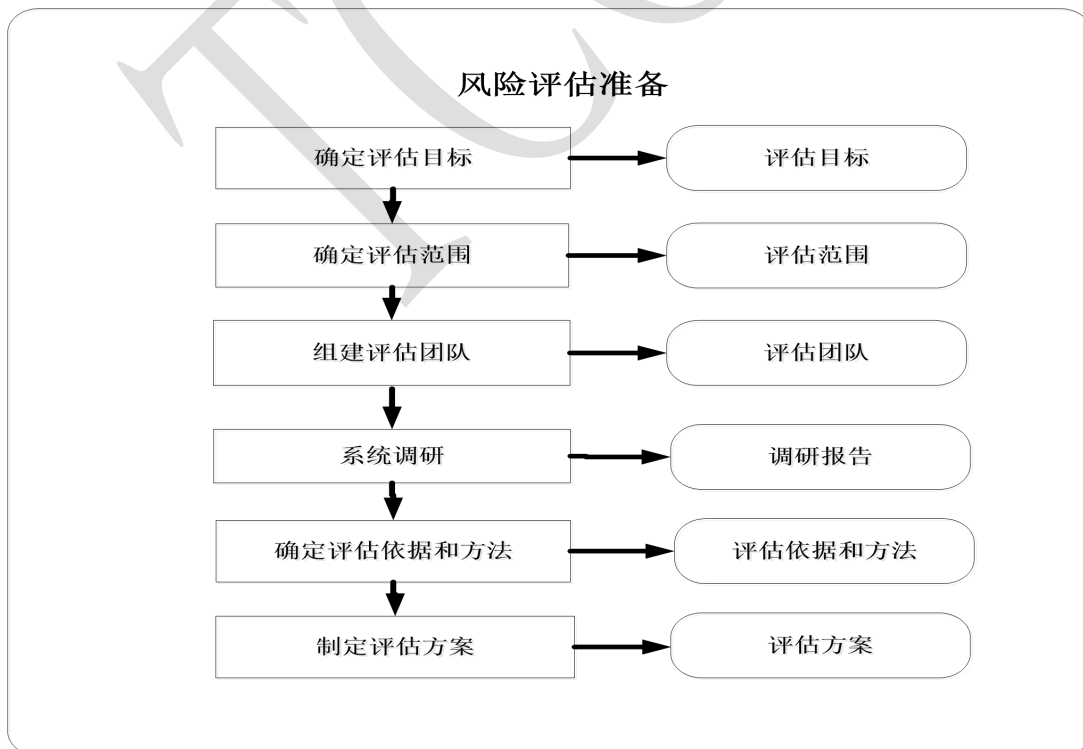 风险评估准备
确定评估目标
评估目标
确定评估范围
评估范围
组建评估团队
评估团队
系统调研
调研报告
确定评估依据和方法
评估依据和方法
制定评估方案
评估方案